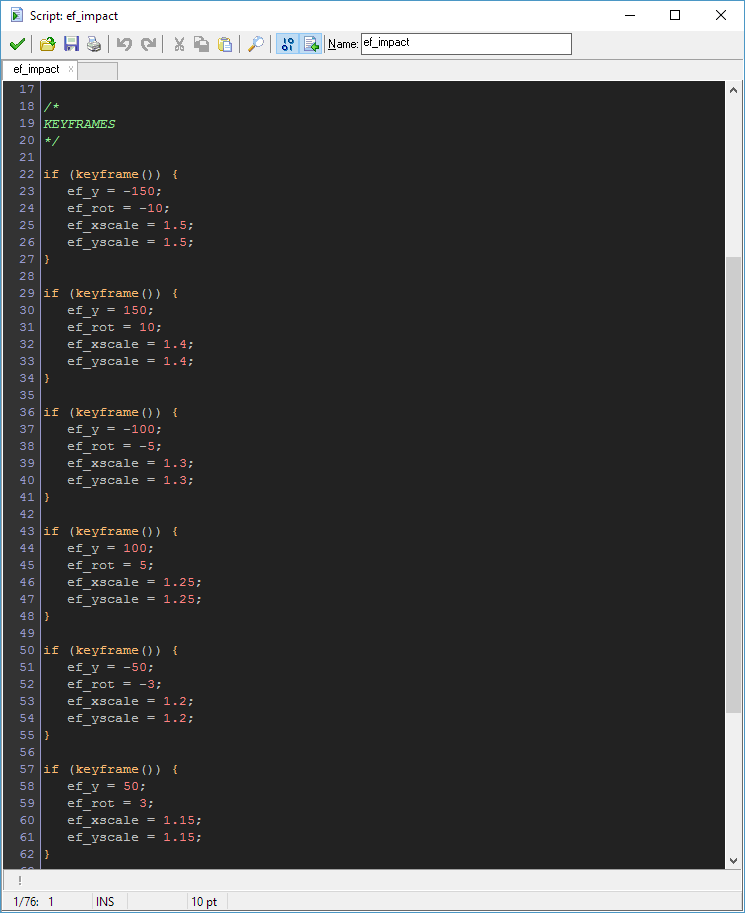 Script: ef_impact
Name: ef_impact
ef_impact x
17
18 /*
19 KEYFRAMES
20 */
21
22 if (keyframe()) {
23    ef_y = -150;
24    ef_rot = -10;
25    ef_xscale = 1.5;
26    ef_yscale = 1.5;
27 }
28
29 if (keyframe()) {
30    ef_y = 150;
31    ef_rot = 10;
32    ef_xscale = 1.4;
33    ef_yscale = 1.4;
34 }
35
36 if (keyframe()) {
37    ef_y = -100;
38    ef_rot = -5;
39    ef_xscale = 1.3;
40    ef_yscale = 1.3;
41 }
42
43 if (keyframe()) {
44    ef_y = 100;
45    ef_rot = 5;
46    ef_xscale = 1.25;
47    ef_yscale = 1.25;
48 }
49
50 if (keyframe()) {
51    ef_y = -50;
52    ef_rot = -3;
53    ef_xscale = 1.2;
54    ef_yscale = 1.2;
55 }
56
57 if (keyframe()) {
58    ef_y = 50;
59    ef_rot = 3;
60    ef_xscale = 1.15;
61    ef_yscale = 1.15;
62 }
!
1/76: 1 INS 10 pt